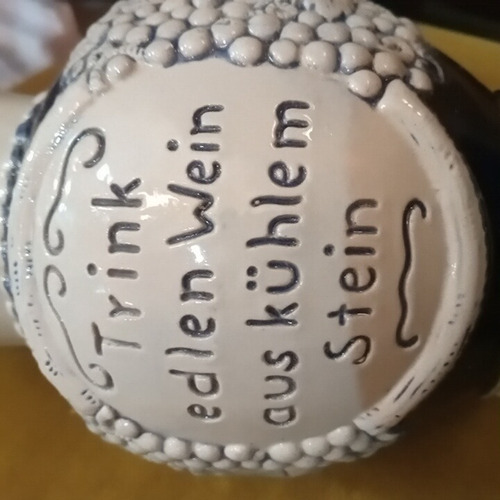 Trink
edlen Wein
aus kühlem
Stein